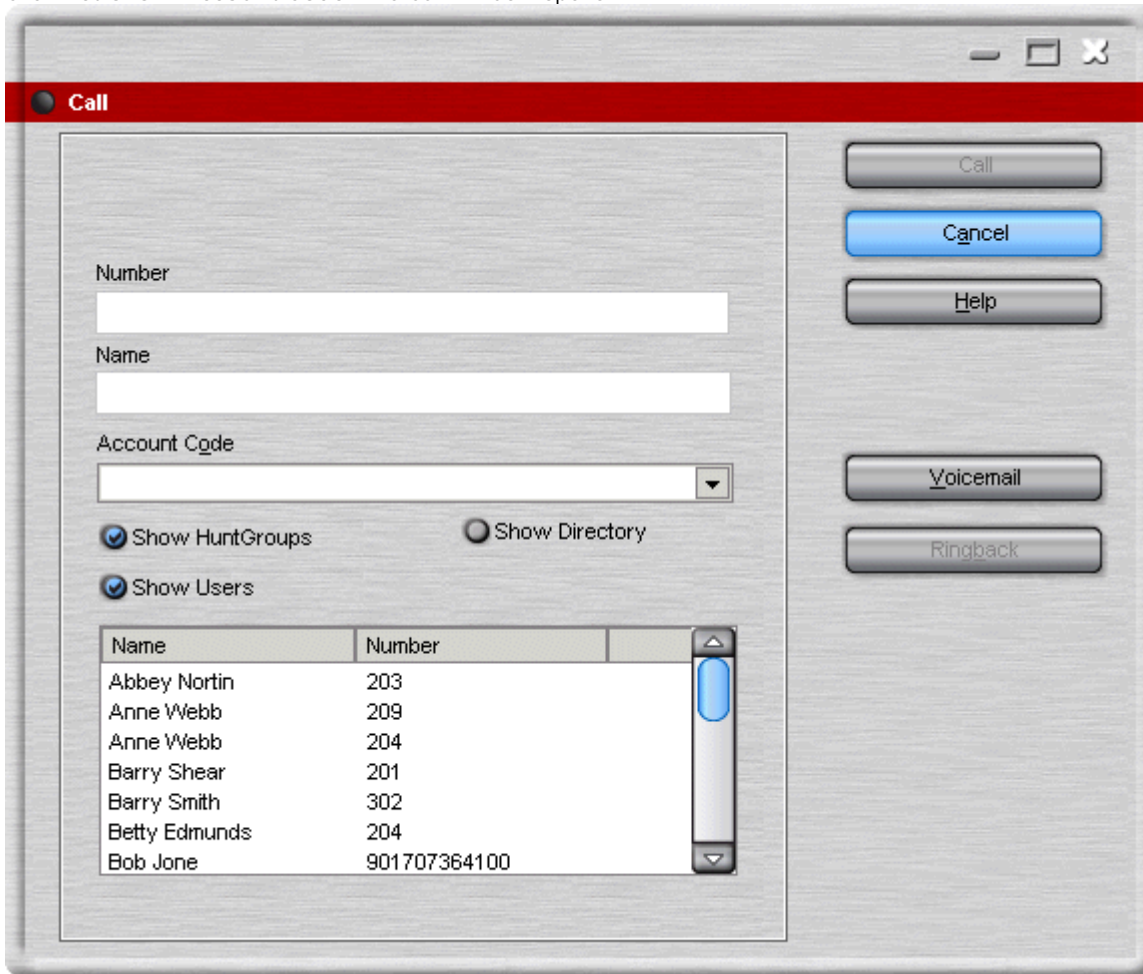 Call
Call
Cancel
Number
Help
Name
Account Code
Voicemail
Show HuntGroups
Show Directory
Ringback
Show Users
Name Number
Abbey Nortin 203
Anne Webb 209
Anne Webb 204
Barry Shear 201
Barry Smith 302
Betty Edmunds 204
Bob Jone 901707364100